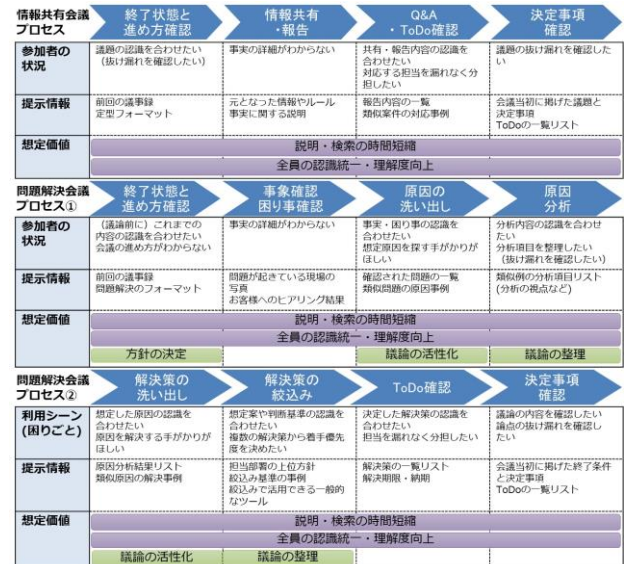 情報共有会議
プロセス
終了状態と
進め方確認
情報共有
・報告
Q&A
・ToDo確認
決定事項
確認
参加者の
状況
議題の認識を合わせたい
（抜け漏れを確認したい）
事実の詳細がわからない
共有・報告内容の認識を
合わせたい
対応する担当を漏れなく分
担したい
議題の抜け漏れを確認した
い
提示情報
前回の議事録
定型フォーマット
元となった情報やルール
事実に関する説明
報告内容の一覧
類似案件の対応事例
会議当初に掲げた議題と
決定事項
ToDoの一覧リスト
想定価値
説明・検索の時間短縮
全員の認識統一・理解度向上
問題解決会議
プロセス①
終了状態と
進め方確認
事象確認
困り事確認
原因の
洗い出し
原因
分析
参加者の
状況
（議論前に）これまでの
内容の認識を合わせたい
会議の進め方がわからない
事実の詳細がわからない
事実・困り事の認識を
合わせたい
想定原因を探す手がかりが
ほしい
分析内容の認識を合わせ
たい
分析項目を整理したい
（抜け漏れを確認したい）
提示情報
前回の議事録
問題解決のフォーマット
問題が起きている現場の
写真
お客様へのヒアリング結果
確認された問題の一覧
類似問題の原因事例
類似例の分析項目リスト
(分析の視点など)
想定価値
説明・検索の時間短縮
全員の認識統一・理解度向上
方針の決定
議論の活性化
議論の整理
問題解決会議
プロセス②
解決策の
洗い出し
解決策の
絞込み
ToDo確認
決定事項
確認
利用シーン
(困りごと)
想定した原因の認識を
合わせたい
原因を解決する手がかりが
ほしい
想定案や判断基準の認識を
合わせたい
複数の解決策から着手優先
度を決めたい
決定した解決策の認識を
合わせたい
担当を漏れなく分担したい
議論の内容を確認したい
論点の抜け漏れを確認し
たい
提示情報
原因分析結果リスト
類似原因の解決事例
担当部署の上位方針
絞込み基準の事例
絞込みで活用できる一般的
なツール
解決策の一覧リスト
解決期限・納期
会議当初に掲げた終了条件
と決定事項
ToDoの一覧リスト
想定価値
説明・検索の時間短縮
全員の認識統一・理解度向上
議論の活性化
議論の整理